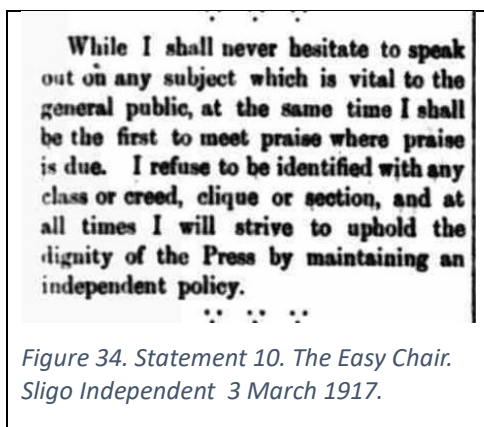 While I shall never hesitate to speak
out on any subject which is vital to the
general public, at the same time I shall
be the first to meet praise where praise
is due. I refuse to be identified with any
class or creed, clique or section, and at
all times I will strive to uphold the
dignity of the Press by maintaining an
independent policy.
Figure 34. Statement 10. The Easy Chair.
Sligo Independent 3 March 1917.